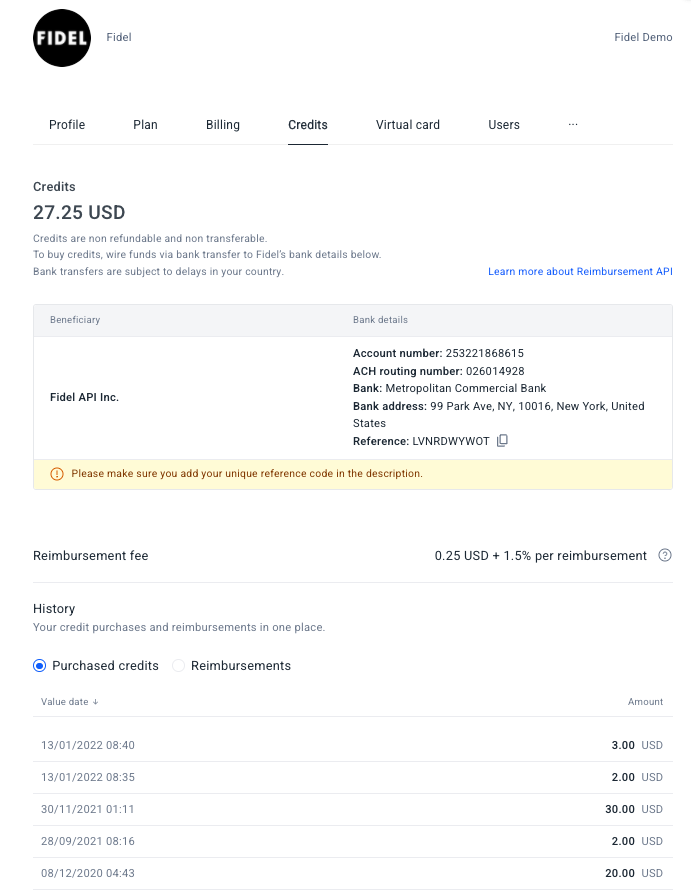 FIDEL
Fidel
Fidel Demo
Profile
Plan
Billing
Credits
Virtual card
Users
...
Credits
27.25 USD
Credits are non refundable and non transferable.
To buy credits, wire funds via bank transfer to Fidel's bank details below.
Bank transfers are subject to delays in your country.
Learn more about Reimbursement API
Beneficiary
Bank details
Fidel API Inc.
Account number: 253221868615
ACH routing number: 026014928
Bank: Metropolitan Commercial Bank
Bank address: 99 Park Ave, NY, 10016, New York, United
States
Reference: LVNRDWYWOT
Please make sure you add your unique reference code in the description.
Reimbursement fee
0.25 USD + 1.5% per reimbursement
History
Your credit purchases and reimbursements in one place.
Purchased credits
Reimbursements
Value date ↓
Amount
13/01/2022 08:40
3.00 USD
13/01/2022 08:35
2.00 USD
30/11/2021 01:11
30.00 USD
28/09/2021 08:16
2.00 USD
08/12/2020 04:43
20.00 USD